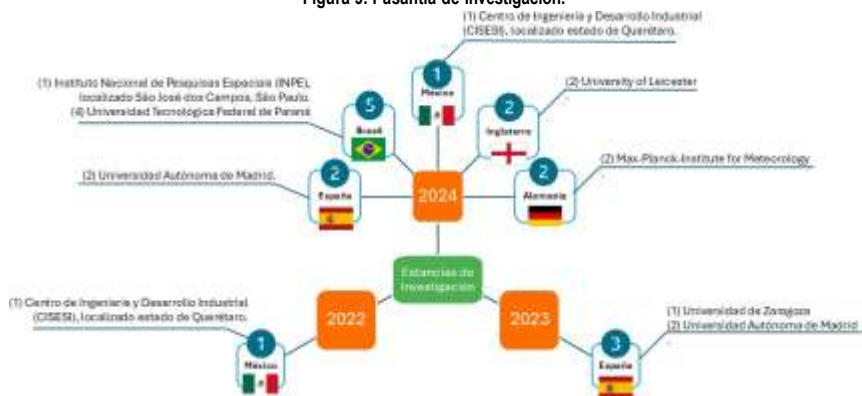 Figura 9. Pasantía de investigación.
(1) Centro de Ingeniería y Desarrollo Industrial
(CISESI), localizado estado de Querétaro.
1
México
(1) Instituto Nacional de Pesquisas Espaciais (INPE),
localizado São José dos Campos, São Paulo.
(4) Universidad Tecnológica Federal de Paraná
5
Brasil
2
Inglaterra
(2) University of Leicester
(2) Universidad Autónoma de Madrid.
2
España
2024
2
Alemania
(2) Max-Planck-Institute for Meteorology
Estancias de
Investigación
(1) Centro de Ingeniería y Desarrollo Industrial
(CISESI), localizado estado de Querétaro.
1
México
2022
2023
3
España
(1) Universidad de Zaragoza
(2) Universidad Autónoma de Madrid